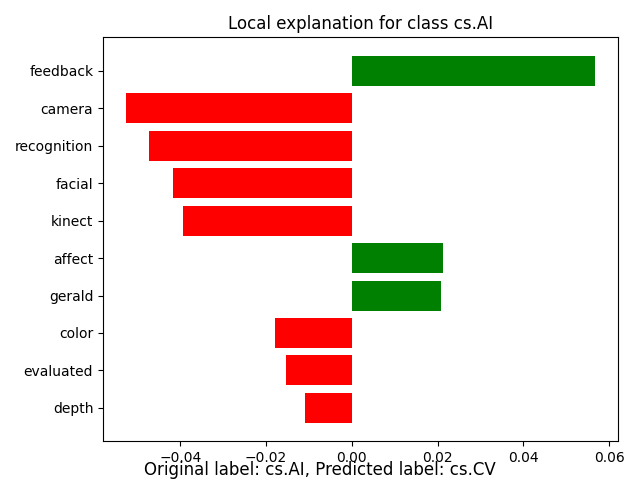 Local explanation for class cs.AI
feedback
camera
recognition
facial
kinect
affect
gerald
color
evaluated
depth
−0.04 −0.02 0.00 0.02 0.04 0.06
Original label: cs.AI, Predicted label: cs.CV